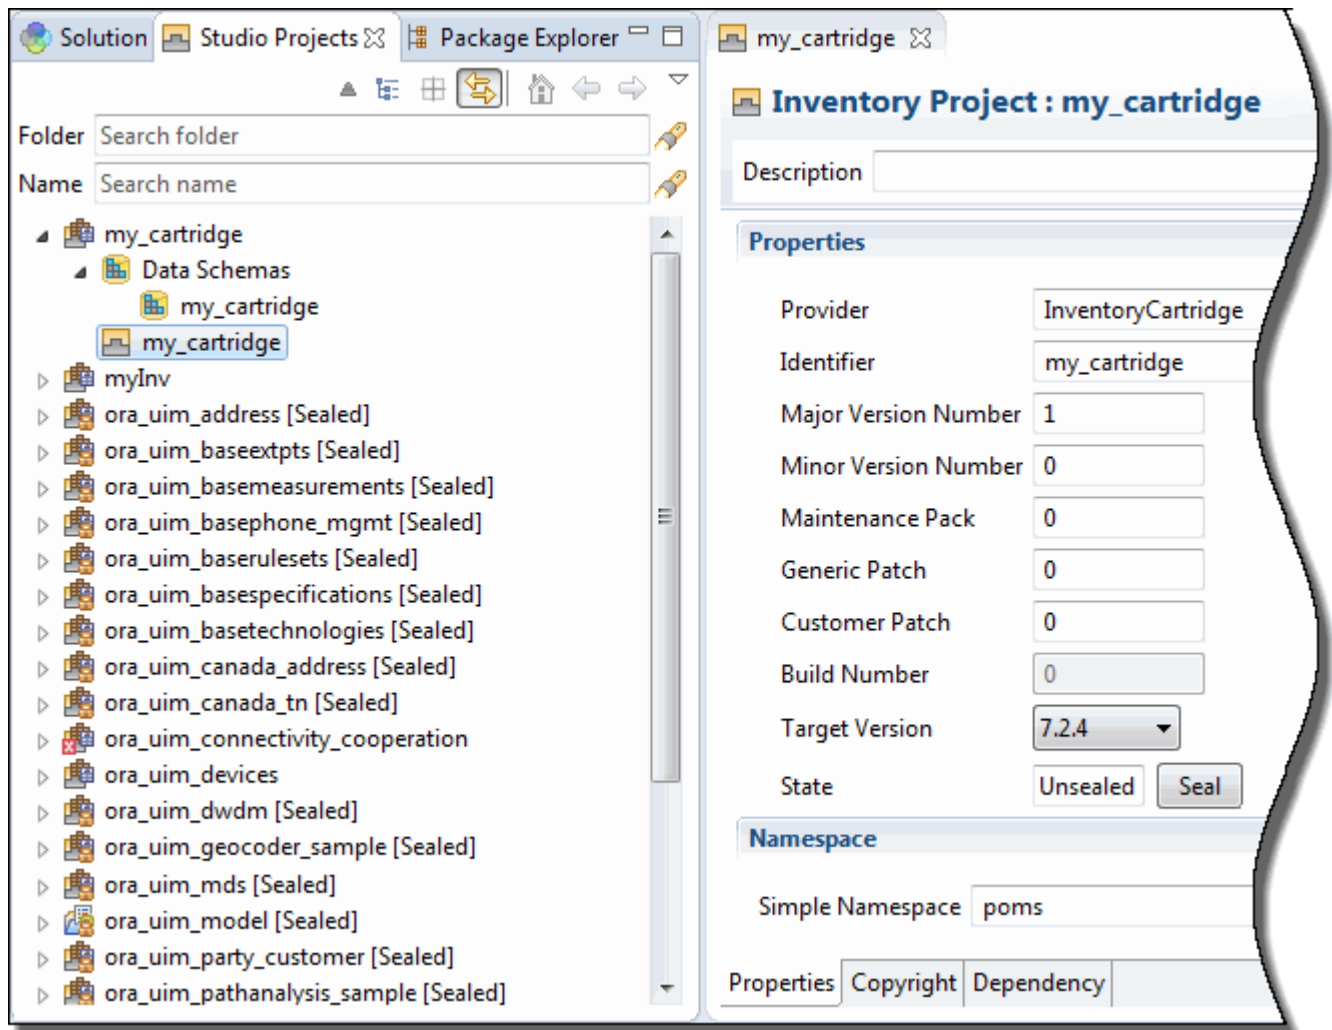 Solution
Studio Projects
Package Explorer
Folder Search folder
Name Search name
my_cartridge
Data Schemas
my_cartridge
my_cartridge
myInv
ora_uim_address [Sealed]
ora_uim_baseextpts [Sealed]
ora_uim_basemeasurements [Sealed]
ora_uim_basephone_mgmt [Sealed]
ora_uim_baserulesets [Sealed]
ora_uim_basespecifications [Sealed]
ora_uim_basetechnologies [Sealed]
ora_uim_canada_address [Sealed]
ora_uim_canada_tn [Sealed]
ora_uim_connectivity_cooperation
ora_uim_devices
ora_uim_dwdm [Sealed]
ora_uim_geocoder_sample [Sealed]
ora_uim_mds [Sealed]
ora_uim_model [Sealed]
ora_uim_party_customer [Sealed]
ora_uim_pathanalysis_sample [Sealed]
my_cartridge
Inventory Project : my_cartridge
Description
Properties
Provider InventoryCartridge
Identifier my_cartridge
Major Version Number 1
Minor Version Number 0
Maintenance Pack 0
Generic Patch 0
Customer Patch 0
Build Number 0
Target Version 7.2.4
State Unsealed Seal
Namespace
Simple Namespace poms
Properties Copyright Dependency